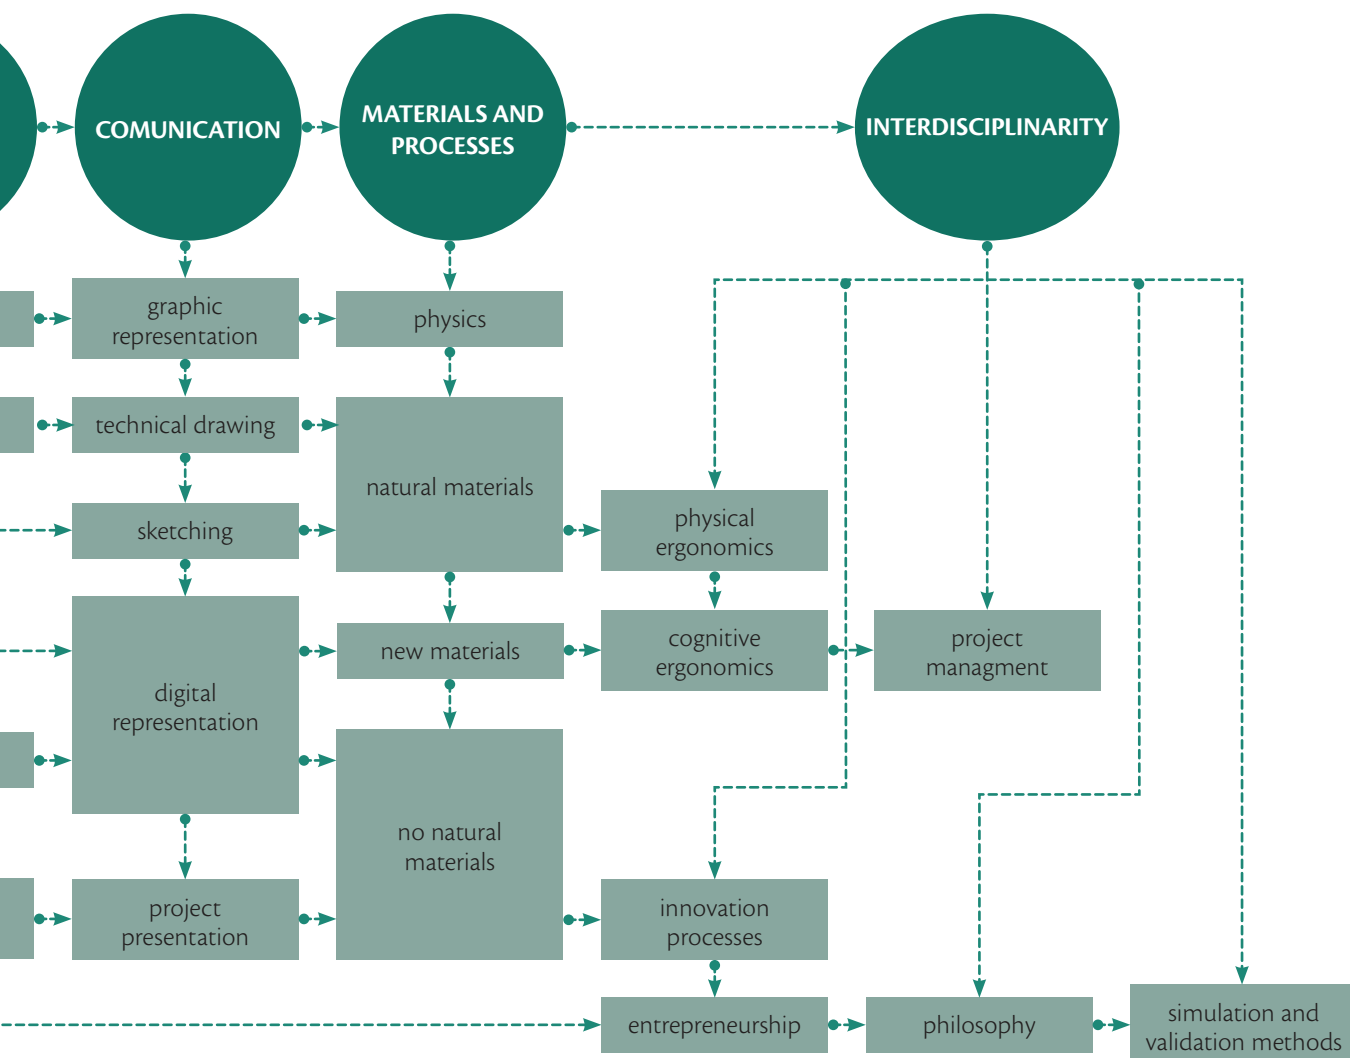 COMUNICATION
MATERIALS AND
PROCESSES
INTERDISCIPLINARITY
graphic
representation
physics
technical drawing
natural materials
sketching
physical
ergonomics
digital
representation
new materials
cognitive
ergonomics
project
managment
no natural
materials
project
presentation
innovation
processes
entrepreneurship
philosophy
simulation and
validation methods